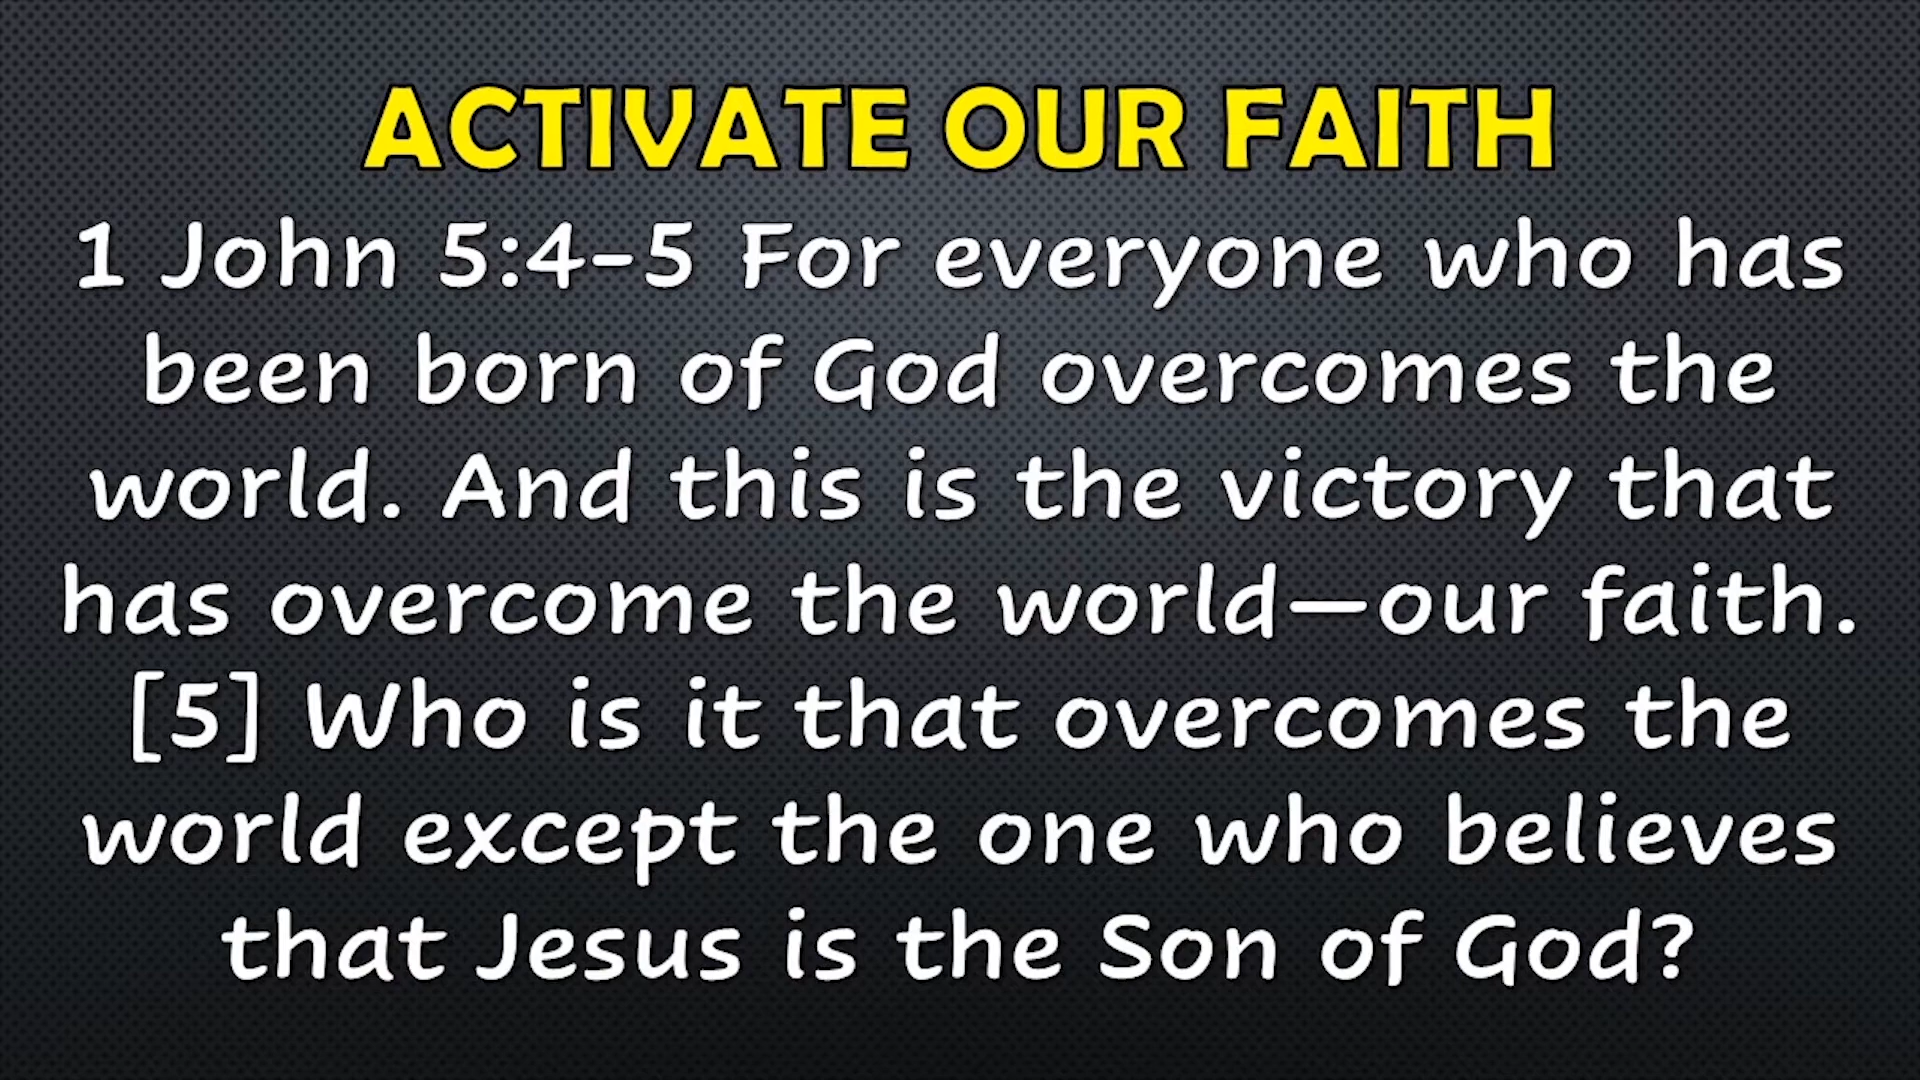 ACTIVATE OUR FAITH
1 John 5:4-5 For everyone who has
been born of God overcomes the
world. And this is the victory that
has overcome the world—our faith.
[5] Who is it that overcomes the
world except the one who believes
that Jesus is the Son of God?